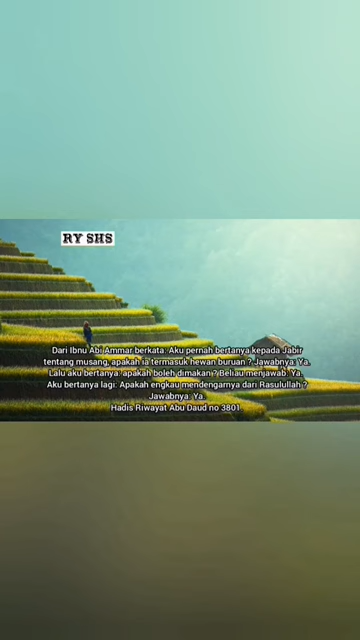 RY SHS
Dari Ibnu Abi Ammar berkata: Aku pernah bertanya kepada Jabir
tentang musang, apakah ia termasuk hewan buruan ? Jawabnya: Ya.
Lalu aku bertanya: apakah boleh dimakan ? Beliau menjawab: Ya.
Aku bertanya lagi: Apakah engkau mendengarnya dari Rasulullah ?
Jawabnya: Ya.
Hadis Riwayat Abu Daud no 3801